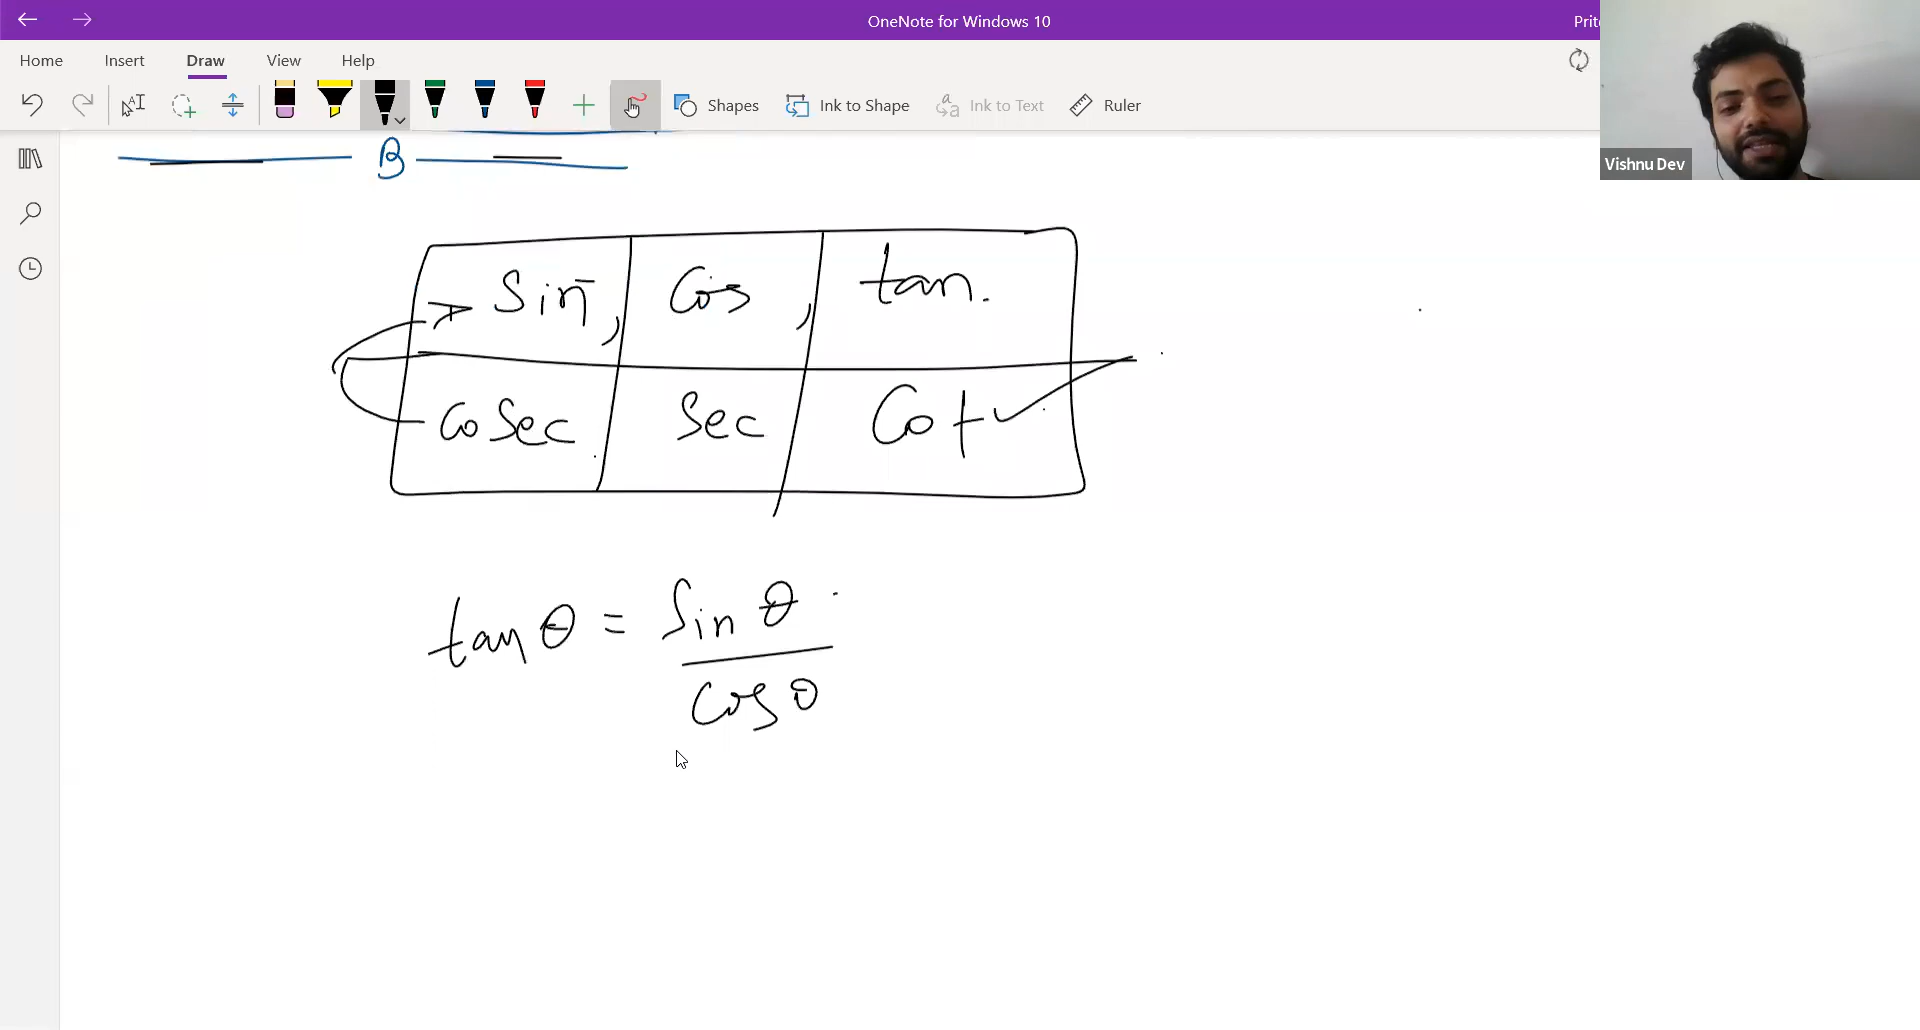 OneNote for Windows 10
Prit
Home Insert Draw View Help
Shapes Ink to Shape Ink to Text Ruler
Vishnu Dev
B
Sin, Cos, tan.
CoSec Sec Cot
tan θ = Sin θ
Cos θ